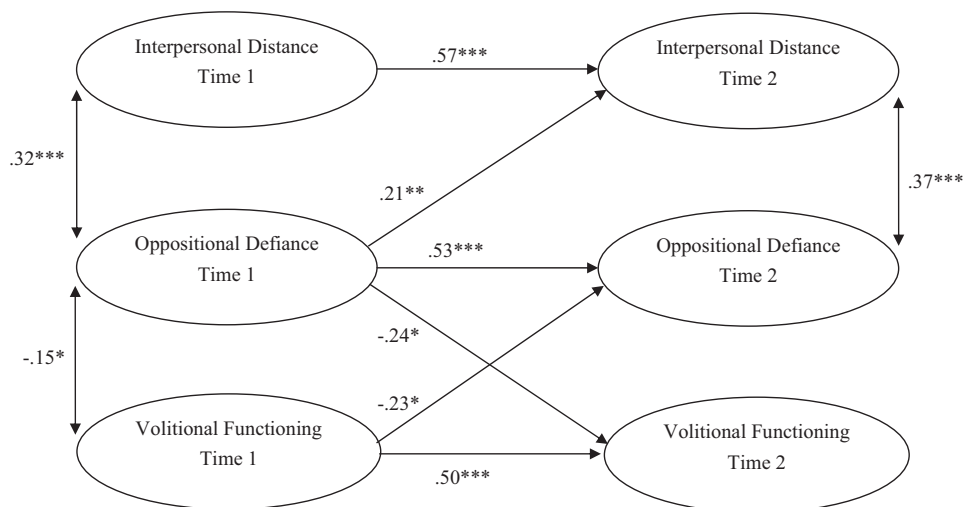 Interpersonal Distance
Time 1
.57***
Interpersonal Distance
Time 2
.32***
.21**
.37***
Oppositional Defiance
Time 1
.53***
Oppositional Defiance
Time 2
-.15*
-.24*
-.23*
Volitional Functioning
Time 1
.50***
Volitional Functioning
Time 2